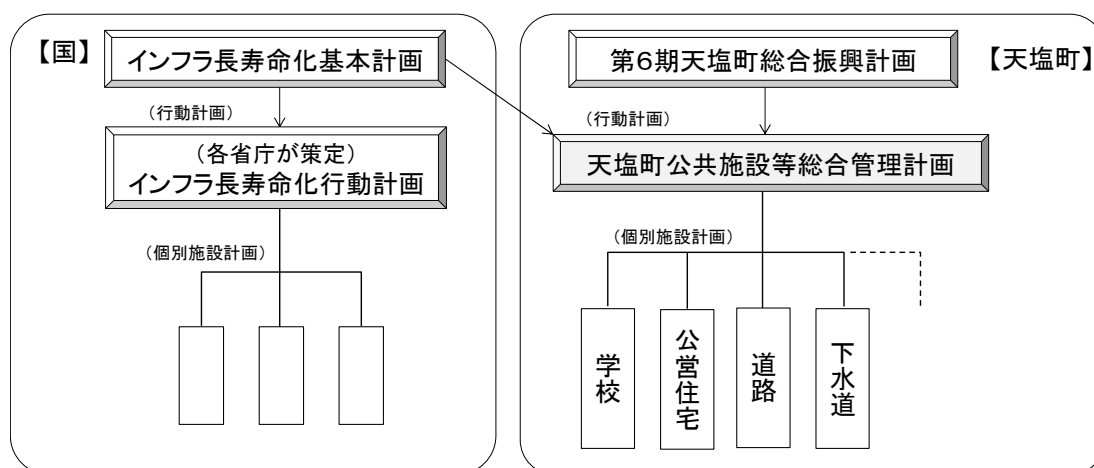 【国】
インフラ長寿命化基本計画
（行動計画）
（各省庁が策定）
インフラ長寿命化行動計画
（個別施設計画）
【天塩町】
第６期天塩町総合振興計画
（行動計画）
天塩町公共施設等総合管理計画
（個別施設計画）
学校
公営住宅
道路
下水道